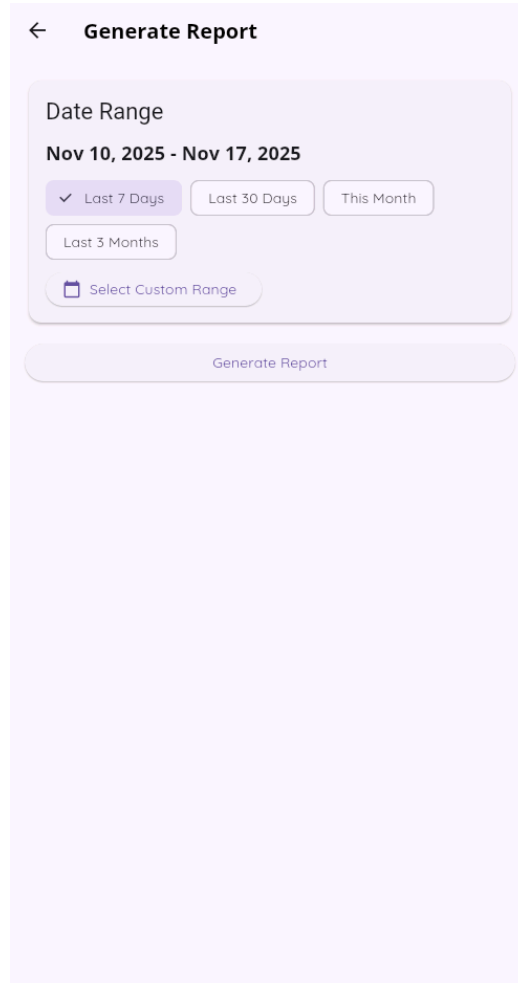 Generate Report
Date Range
Nov 10, 2025 - Nov 17, 2025
Last 7 Days Last 30 Days This Month
Last 3 Months
Select Custom Range
Generate Report